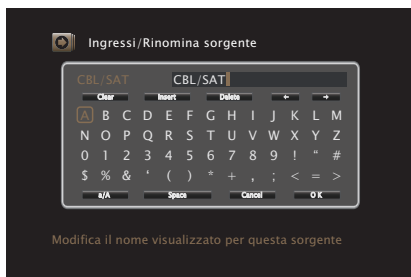 Ingressi/Rinomina sorgente
CBL/SAT CBL/SAT
Clear Insert Delete ← →
A B C D E F G H I J K L M
N O P Q R S T U V W X Y Z
0 1 2 3 4 5 6 7 8 9 ! “ #
$ % & ‘ ( ) * + , ; < = >
a/A Space Cancel OK
Modifica il nome visualizzato per questa sorgente